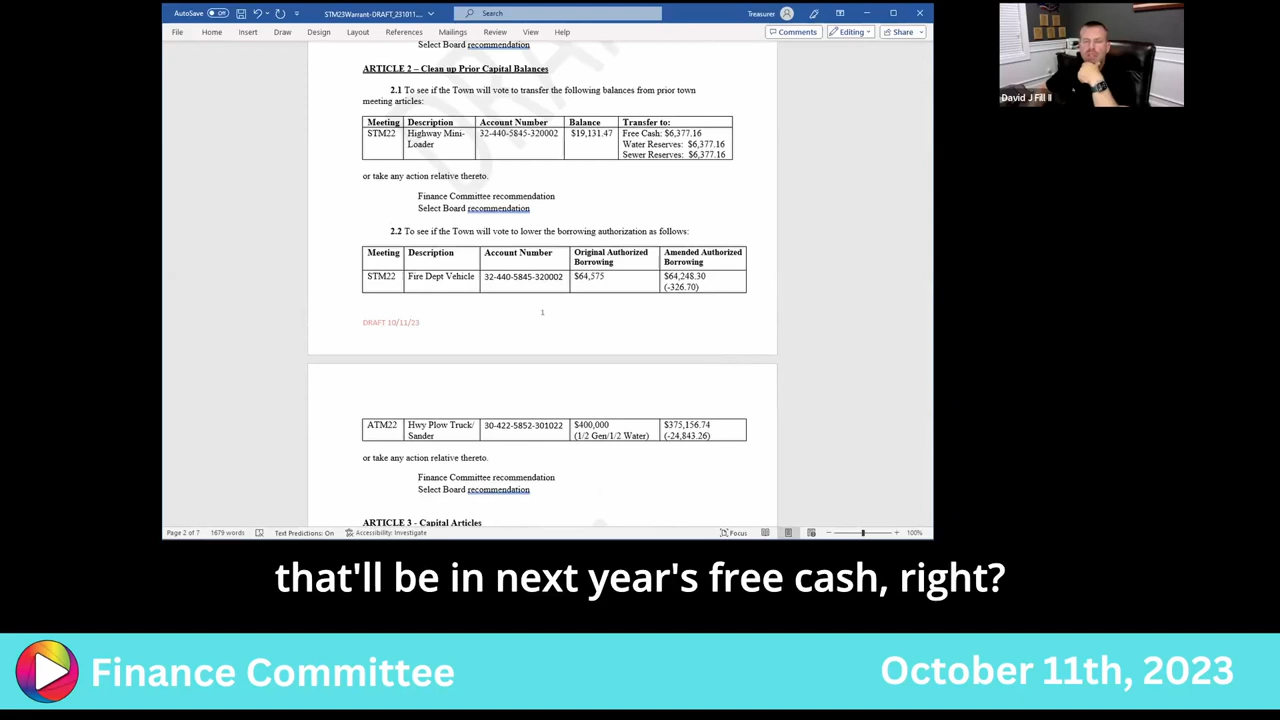 AutoSave Off
STM23Warrant-DRAFT_231011...
Search
Treasurer
File Home Insert Draw Design Layout References Mailings Review View Help
Comments Editing Share
Select Board recommendation
ARTICLE 2 – Clean up Prior Capital Balances
2.1 To see if the Town will vote to transfer the following balances from prior town
meeting articles:
Meeting Description Account Number Balance Transfer to:
STM22 Highway Mini- 32-440-5845-320002 $19,131.47 Free Cash: $6,377.16
Loader Water Reserves: $6,377.16
Sewer Reserves: $6,377.16
or take any action relative thereto.
Finance Committee recommendation
Select Board recommendation
2.2 To see if the Town will vote to lower the borrowing authorization as follows:
Meeting Description Account Number Original Authorized Amended Authorized
Borrowing Borrowing
STM22 Fire Dept Vehicle 32-440-5845-320002 $64,575 $64,248.30
(-326.70)
1
DRAFT 10/11/23
ATM22 Hwy Plow Truck/ 30-422-5852-301022 $400,000 $375,156.74
Sander (1/2 Gen/1/2 Water) (-24,843.26)
or take any action relative thereto.
Finance Committee recommendation
Select Board recommendation
ARTICLE 3 - Capital Articles
DRAFT
Page 2 of 7 1679 words Text Predictions: On Accessibility: Investigate Focus 100%
David J Fill II
that'll be in next year's free cash, right?
Finance Committee
October 11th, 2023